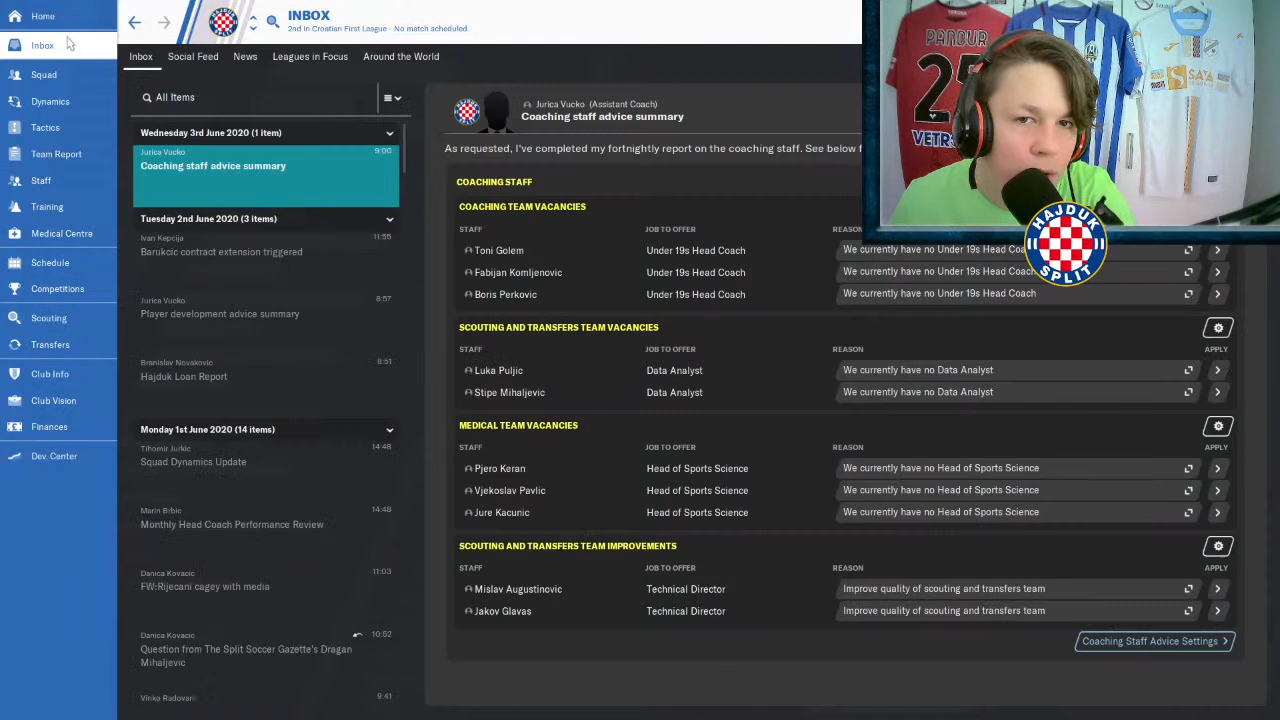 Home
Inbox
Squad
Dynamics
Tactics
Team Report
Staff
Training
Medical Centre
Schedule
Competitions
Scouting
Transfers
Club Info
Club Vision
Finances
Dev. Center
INBOX
2nd in Croatian First League - No match scheduled
Inbox Social Feed News Leagues in Focus Around the World
All Items
Wednesday 3rd June 2020 (1 item)
Jurica Vucko 9:00
Coaching staff advice summary
Tuesday 2nd June 2020 (3 items)
Ivan Kepcija 11:55
Barukcic contract extension triggered
Jurica Vucko 8:57
Player development advice summary
Branislav Novakovic 8:51
Hajduk Loan Report
Monday 1st June 2020 (14 items)
Tihomir Jurkic 14:48
Squad Dynamics Update
Marin Brbic 14:48
Monthly Head Coach Performance Review
Danica Kovacic 11:03
FW:Rijecani cagey with media
Danica Kovacic 10:52
Question from The Split Soccer Gazette's Dragan
Mihaljevic
9:41
Jurica Vucko (Assistant Coach)
Coaching staff advice summary
As requested, I've completed my fortnightly report on the coaching staff. See below
COACHING STAFF
COACHING TEAM VACANCIES
STAFF JOB TO OFFER
Toni Golem Under 19s Head Coach We currently have no Under 19s Head
Fabijan Komljenovic Under 19s Head Coach We currently have no Under 19s Head
Boris Perkovic Under 19s Head Coach We currently have no Under 19s Head Coach
SCOUTING AND TRANSFERS TEAM VACANCIES
STAFF JOB TO OFFER REASON APPLY
Luka Puljic Data Analyst We currently have no Data Analyst
Stipe Mihaljevic Data Analyst We currently have no Data Analyst
MEDICAL TEAM VACANCIES
STAFF JOB TO OFFER REASON APPLY
Pjero Keran Head of Sports Science We currently have no Head of Sports Science
Vjekoslav Pavlic Head of Sports Science We currently have no Head of Sports Science
Jure Kacunic Head of Sports Science We currently have no Head of Sports Science
SCOUTING AND TRANSFERS TEAM IMPROVEMENTS
STAFF JOB TO OFFER REASON APPLY
Mislav Augustinovic Technical Director Improve quality of scouting and transfers team
Jakov Glavas Technical Director Improve quality of scouting and transfers team
Coaching Staff Advice Settings
PANDUR
25
VETRS
SAVA
HAJDUK
SPLIT